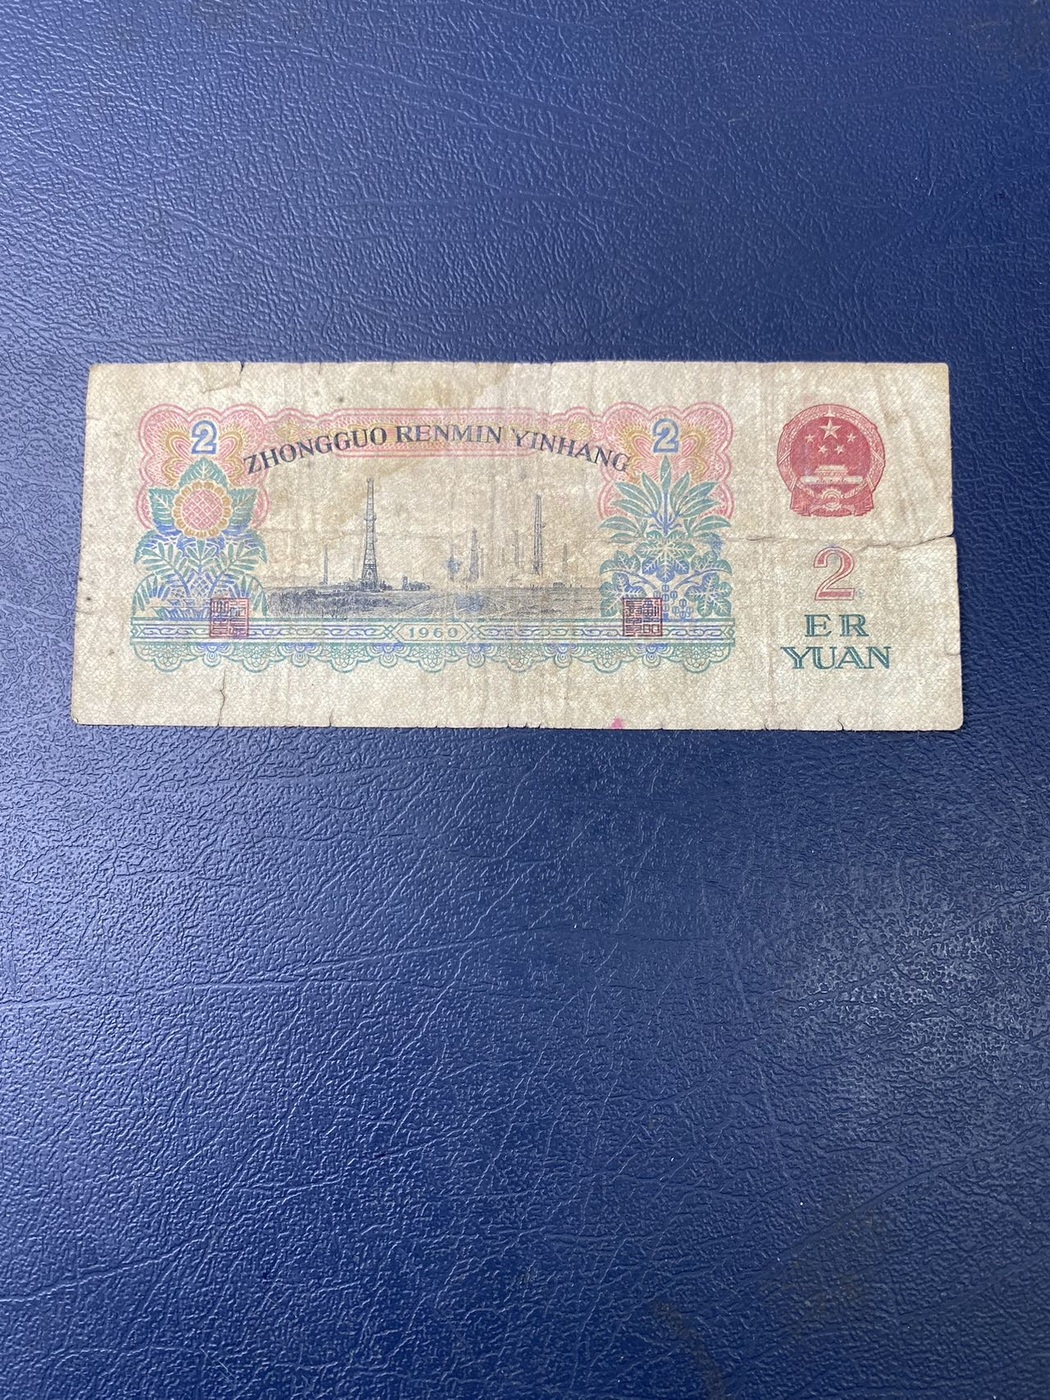 2 ZHONGGUO RENMIN YINHANG 2
2
ER
YUAN
1960